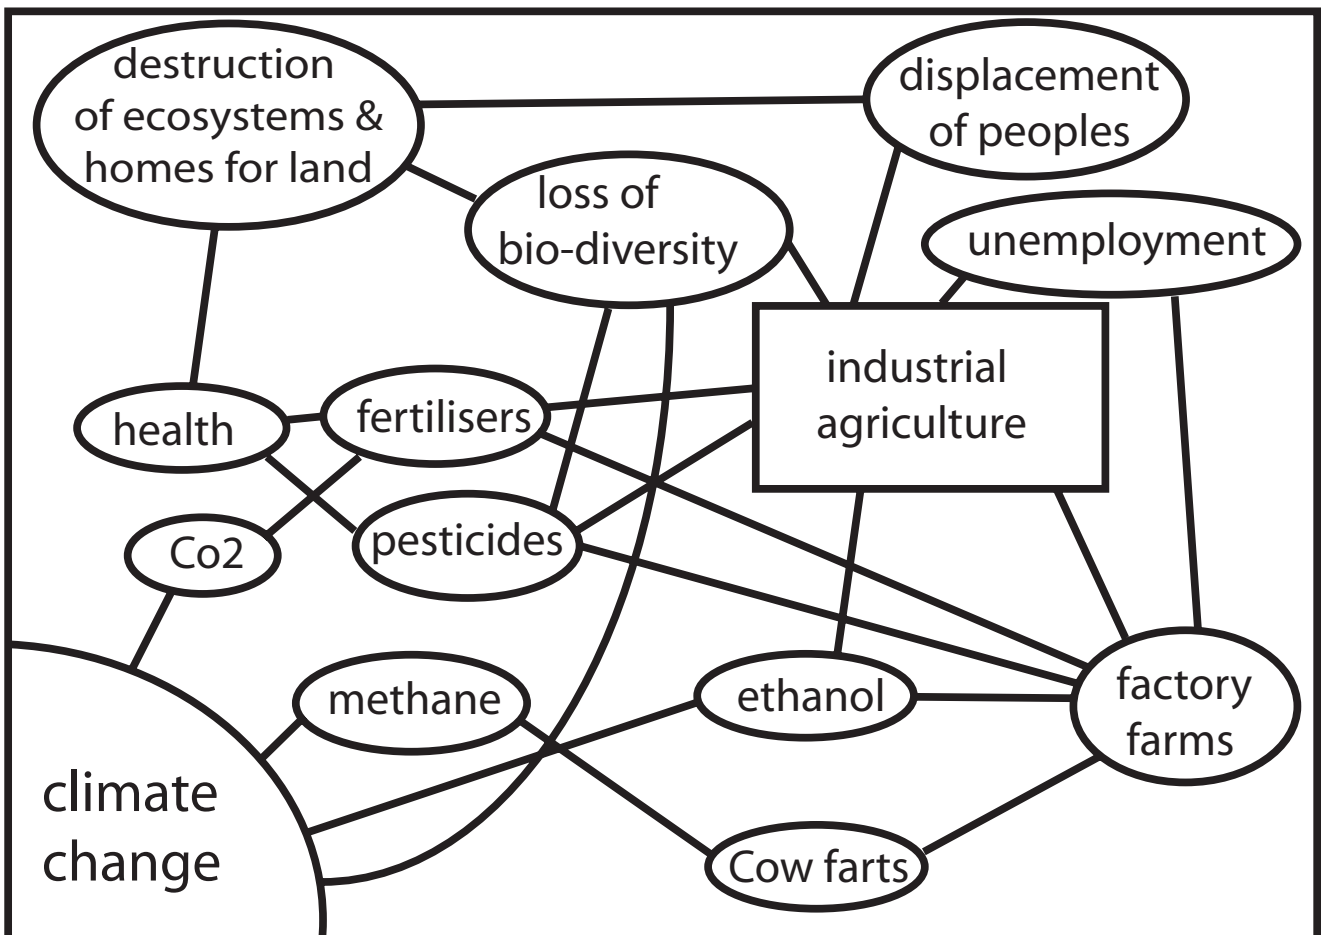 destruction
of ecosystems &
homes for land
displacement
of peoples
loss of
bio-diversity
unemployment
industrial
agriculture
health
fertilisers
Co2
pesticides
methane
ethanol
factory
farms
climate
change
Cow farts